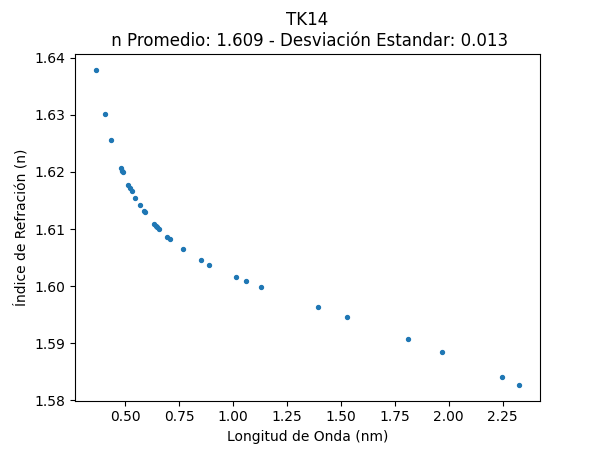 TK14
n Promedio: 1.609 - Desviación Estandar: 0.013
1.64
1.63
1.62
1.61
1.60
1.59
1.58
Índice de Refración (n)
0.50 0.75 1.00 1.25 1.50 1.75 2.00 2.25
Longitud de Onda (nm)